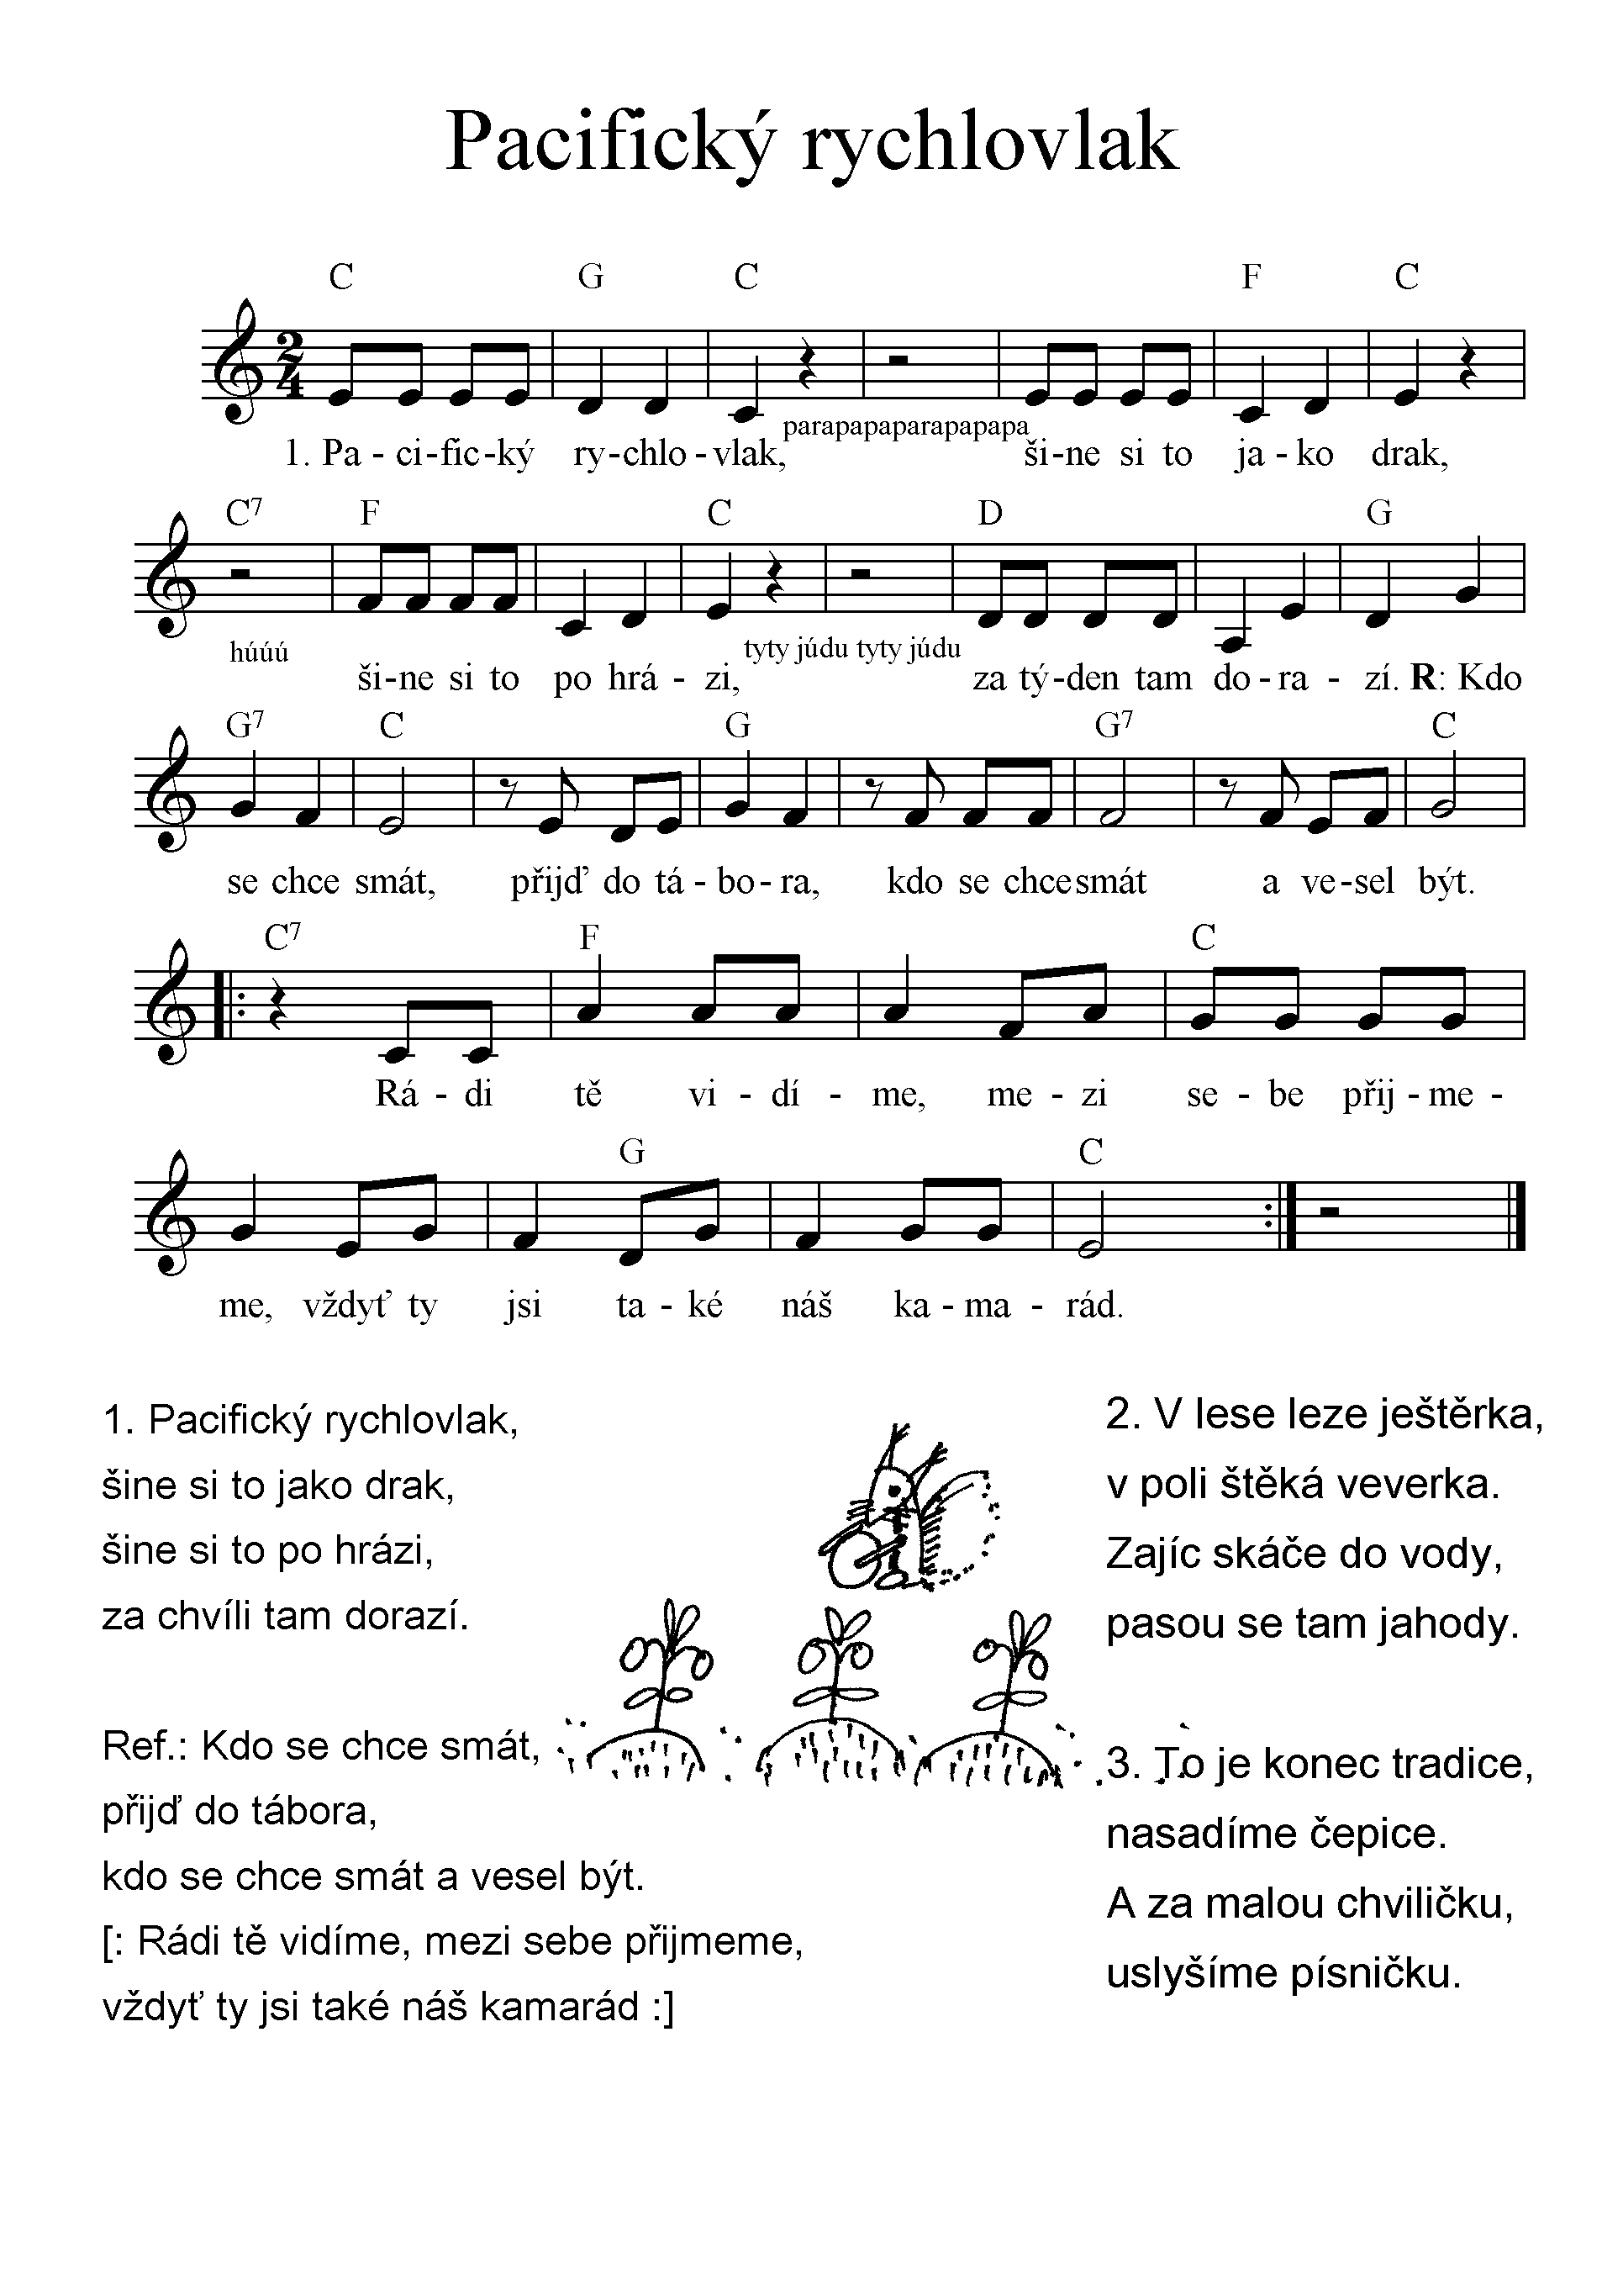 Pacifický rychlovlak
C G C F C
2
4
parapapaparapapapa
1. Pa - ci-fic-ký ry-chlo-vlak, ši-ne si to ja-ko drak,
C7 F C D G
húúú tyty júdu tyty júdu
ši-ne si to po hrá - zi, za tý-den tam do-ra - zí. R: Kdo
G7 C G G7 C
se chce smát, přijď do tá-bo-ra, kdo se chce smát a ve-sel být.
C7 F C
Rá - di tě vi - dí - me, me - zi se - be přij-me-
G C
me, vždyť ty jsi ta - ké náš ka-ma - rád.
1. Pacifický rychlovlak,
šine si to jako drak,
šine si to po hrázi,
za chvíli tam dorazí.
Ref.: Kdo se chce smát,
přijď do tábora,
kdo se chce smát a vesel být.
[: Rádi tě vidíme, mezi sebe přijmeme,
vždyť ty jsi také náš kamarád :]
2. V lese leze ještěrka,
v poli štěká veverka.
Zajíc skáče do vody,
pasou se tam jahody.
3. To je konec tradice,
nasadíme čepice.
A za malou chviličku,
uslyšíme písničku.